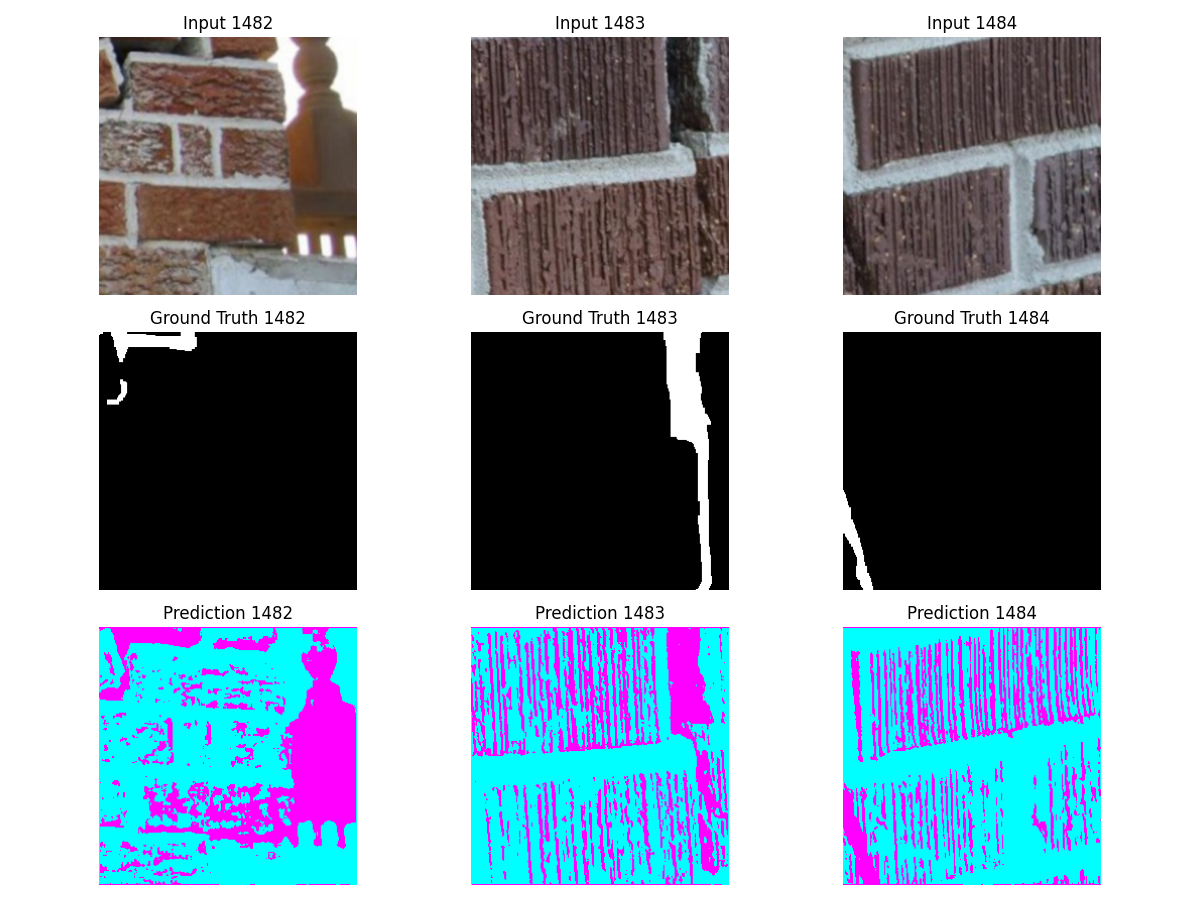 Input 1482
Input 1483
Input 1484
Ground Truth 1482
Ground Truth 1483
Ground Truth 1484
Prediction 1482
Prediction 1483
Prediction 1484